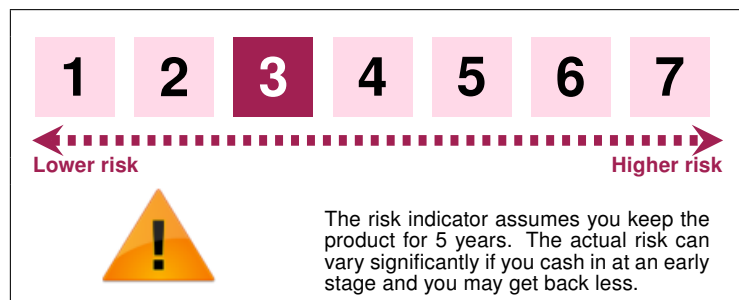 1 2 3 4 5 6 7
Lower risk Higher risk
!
The risk indicator assumes you keep the
product for 5 years. The actual risk can
vary significantly if you cash in at an early
stage and you may get back less.